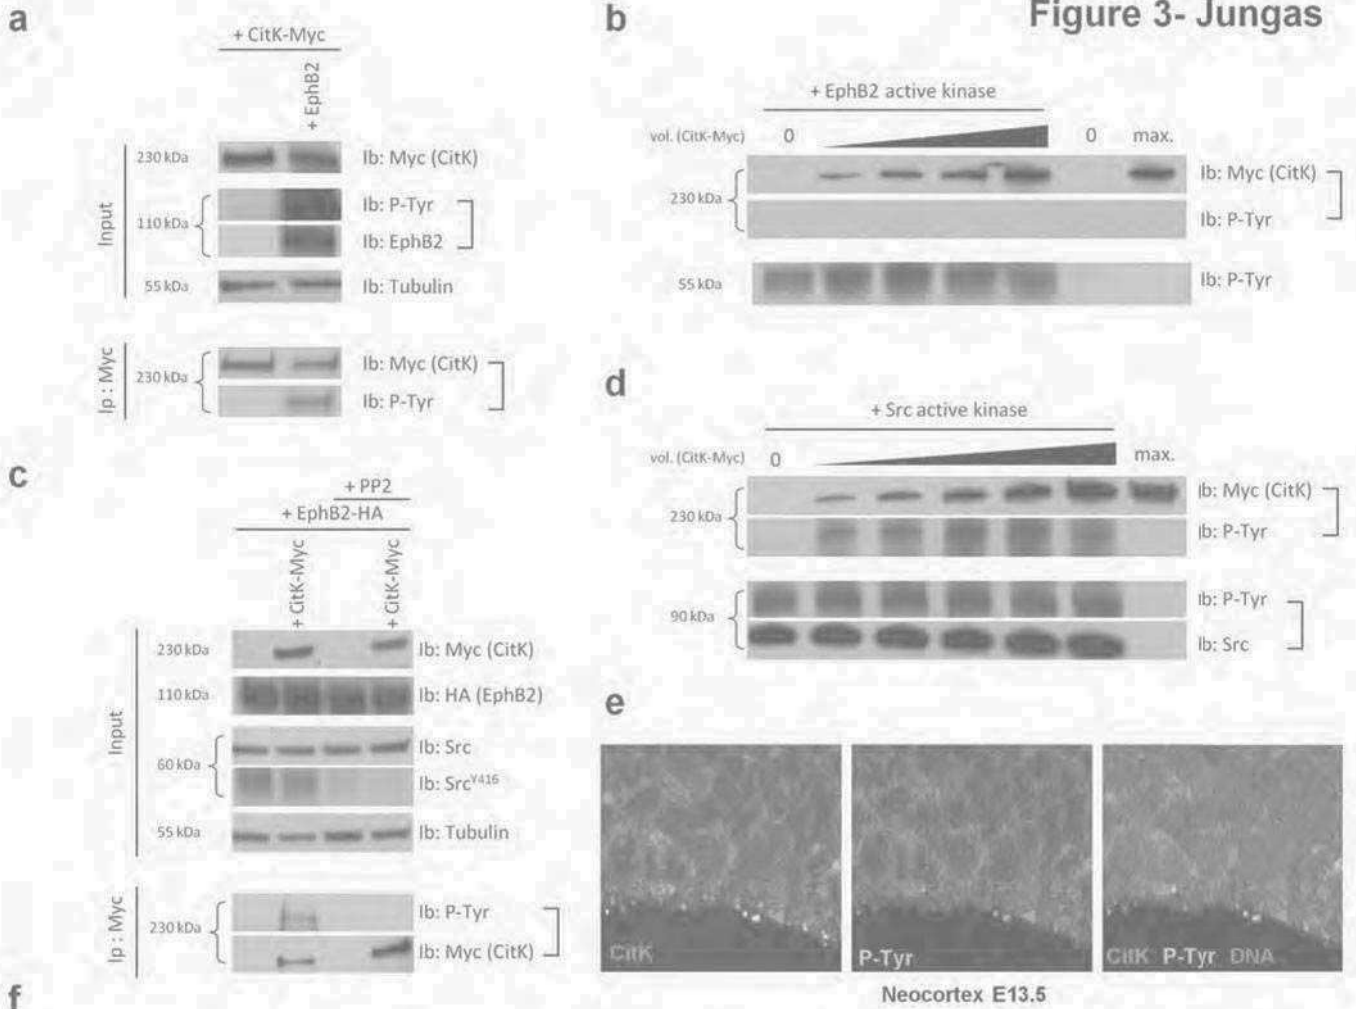 Figure 3- Jungas
a
+ CitK-Myc
+ EphB2
Input
230 kDa
Ib: Myc (CitK)
110 kDa
Ib: P-Tyr
Ib: EphB2
55 kDa
Ib: Tubulin
Ip : Myc
230 kDa
Ib: Myc (CitK)
Ib: P-Tyr
b
+ EphB2 active kinase
vol. (CitK-Myc) 0 0 max.
230 kDa
Ib: Myc (CitK)
Ib: P-Tyr
55 kDa
Ib: P-Tyr
c
+ PP2
+ EphB2-HA
+ CitK-Myc
+ CitK-Myc
Input
230 kDa
Ib: Myc (CitK)
110 kDa
Ib: HA (EphB2)
60 kDa
Ib: Src
Ib: SrcY416
55 kDa
Ib: Tubulin
Ip : Myc
230 kDa
Ib: P-Tyr
Ib: Myc (CitK)
d
+ Src active kinase
vol. (CitK-Myc) 0 max.
230 kDa
Ib: Myc (CitK)
Ib: P-Tyr
90 kDa
Ib: P-Tyr
Ib: Src
e
CitK
P-Tyr
CitK P-Tyr DNA
Neocortex E13.5
f